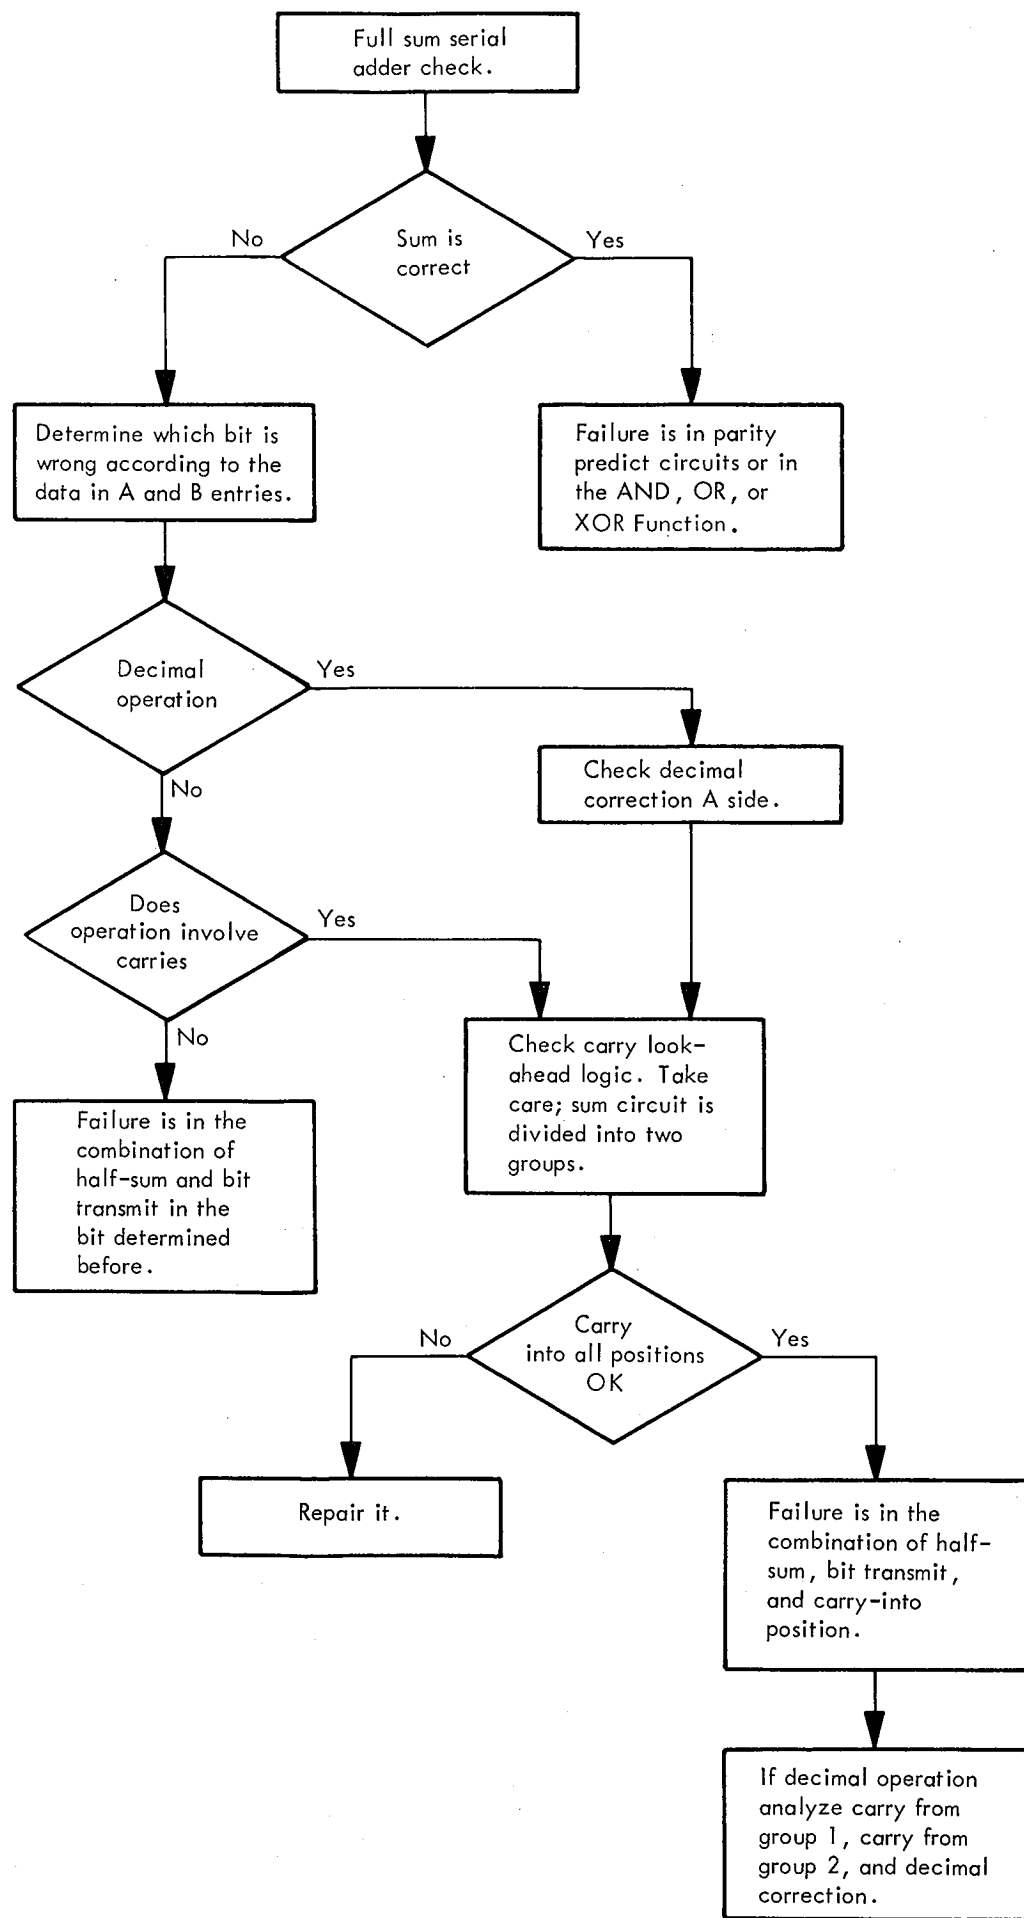 Full sum serial
adder check.
No
Sum is
correct
Yes
Determine which bit is
wrong according to the
data in A and B entries.
Failure is in parity
predict circuits or in
the AND, OR, or
XOR Function.
Decimal
operation
Yes
No
Check decimal
correction A side.
Does
operation involve
carries
Yes
No
Check carry look-
ahead logic. Take
care; sum circuit is
divided into two
groups.
Failure is in the
combination of
half-sum and bit
transmit in the
bit determined
before.
No
Carry
into all positions
OK
Yes
Repair it.
Failure is in the
combination of half-
sum, bit transmit,
and carry-into
position.
If decimal operation
analyze carry from
group 1, carry from
group 2, and decimal
correction.